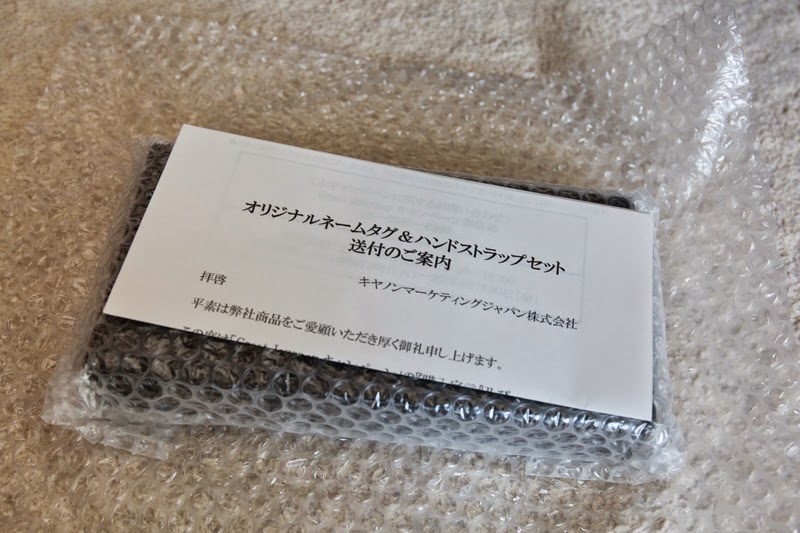 オリジナルネームタグ＆ハンドストラップセット
送付のご案内
拝啓
キヤノンマーケティングジャパン株式会社
平素は弊社商品をご愛顧いただき厚く御礼申し上げます。